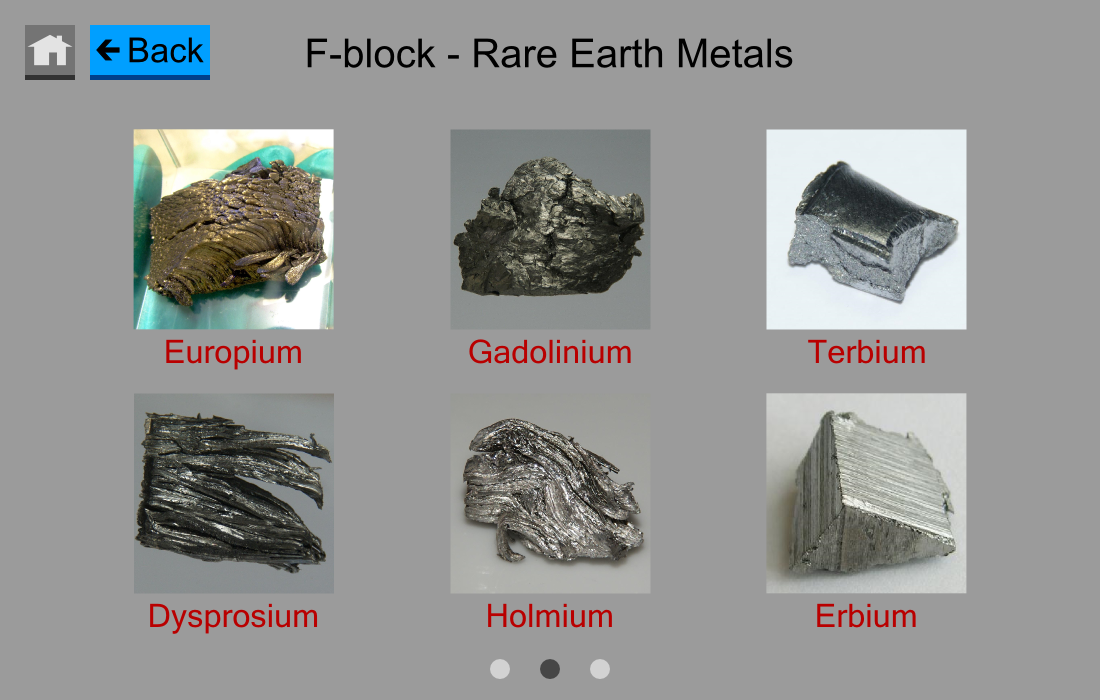 Back
F-block - Rare Earth Metals
Europium
Gadolinium
Terbium
Dysprosium
Holmium
Erbium